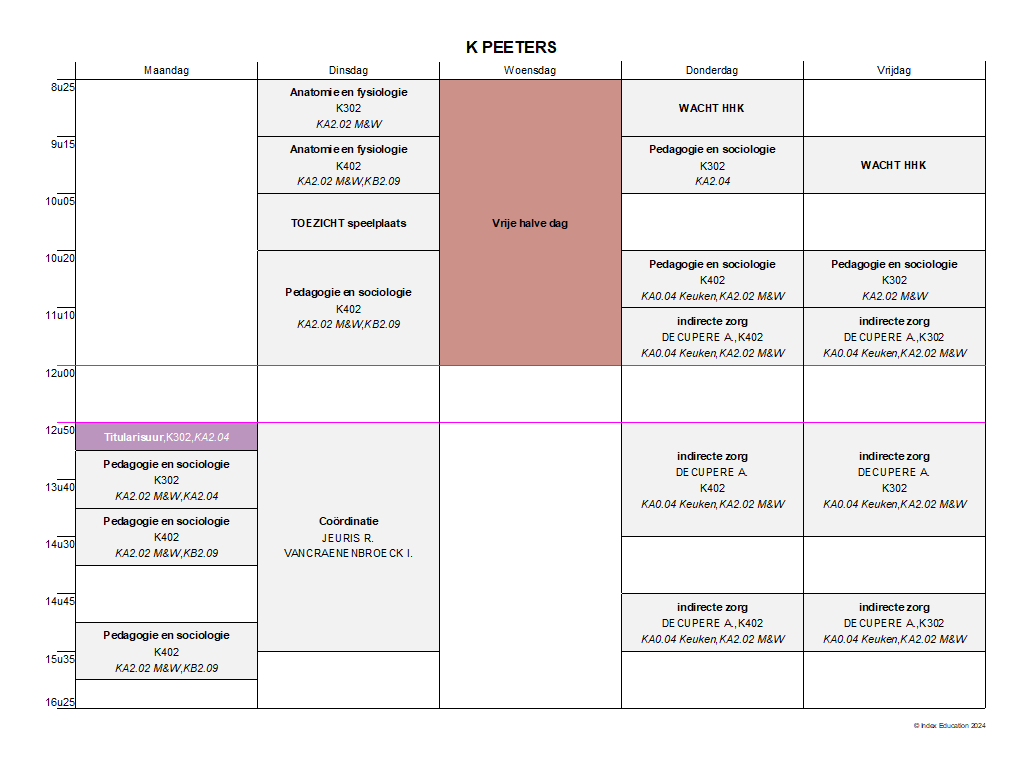 K PEETERS
Maandag
Dinsdag
Woensdag
Donderdag
Vrijdag
8u25
9u15
10u05
10u20
11u10
12u00
12u50
13u40
14u30
14u45
15u35
16u25
Titularisuur,K302,KA2.04
Pedagogie en sociologie
K302
KA2.02 M&W,KA2.04
Pedagogie en sociologie
K402
KA2.02 M&W,KB2.09
Pedagogie en sociologie
K402
KA2.02 M&W,KB2.09
Anatomie en fysiologie
K302
KA2.02 M&W
Anatomie en fysiologie
K402
KA2.02 M&W,KB2.09
TOEZICHT speelplaats
Pedagogie en sociologie
K402
KA2.02 M&W,KB2.09
Coördinatie
JEURIS R.
VANCRAENENBROECK I.
Vrije halve dag
WACHT HHK
Pedagogie en sociologie
K302
KA2.04
Pedagogie en sociologie
K402
KA0.04 Keuken,KA2.02 M&W
indirecte zorg
DECUPERE A.,K402
KA0.04 Keuken,KA2.02 M&W
indirecte zorg
DECUPERE A.
K402
KA0.04 Keuken,KA2.02 M&W
indirecte zorg
DECUPERE A.,K402
KA0.04 Keuken,KA2.02 M&W
WACHT HHK
Pedagogie en sociologie
K302
KA2.02 M&W
indirecte zorg
DECUPERE A.,K302
KA0.04 Keuken,KA2.02 M&W
indirecte zorg
DECUPERE A.
K302
KA0.04 Keuken,KA2.02 M&W
indirecte zorg
DECUPERE A.,K302
KA0.04 Keuken,KA2.02 M&W
© Index Education 2024